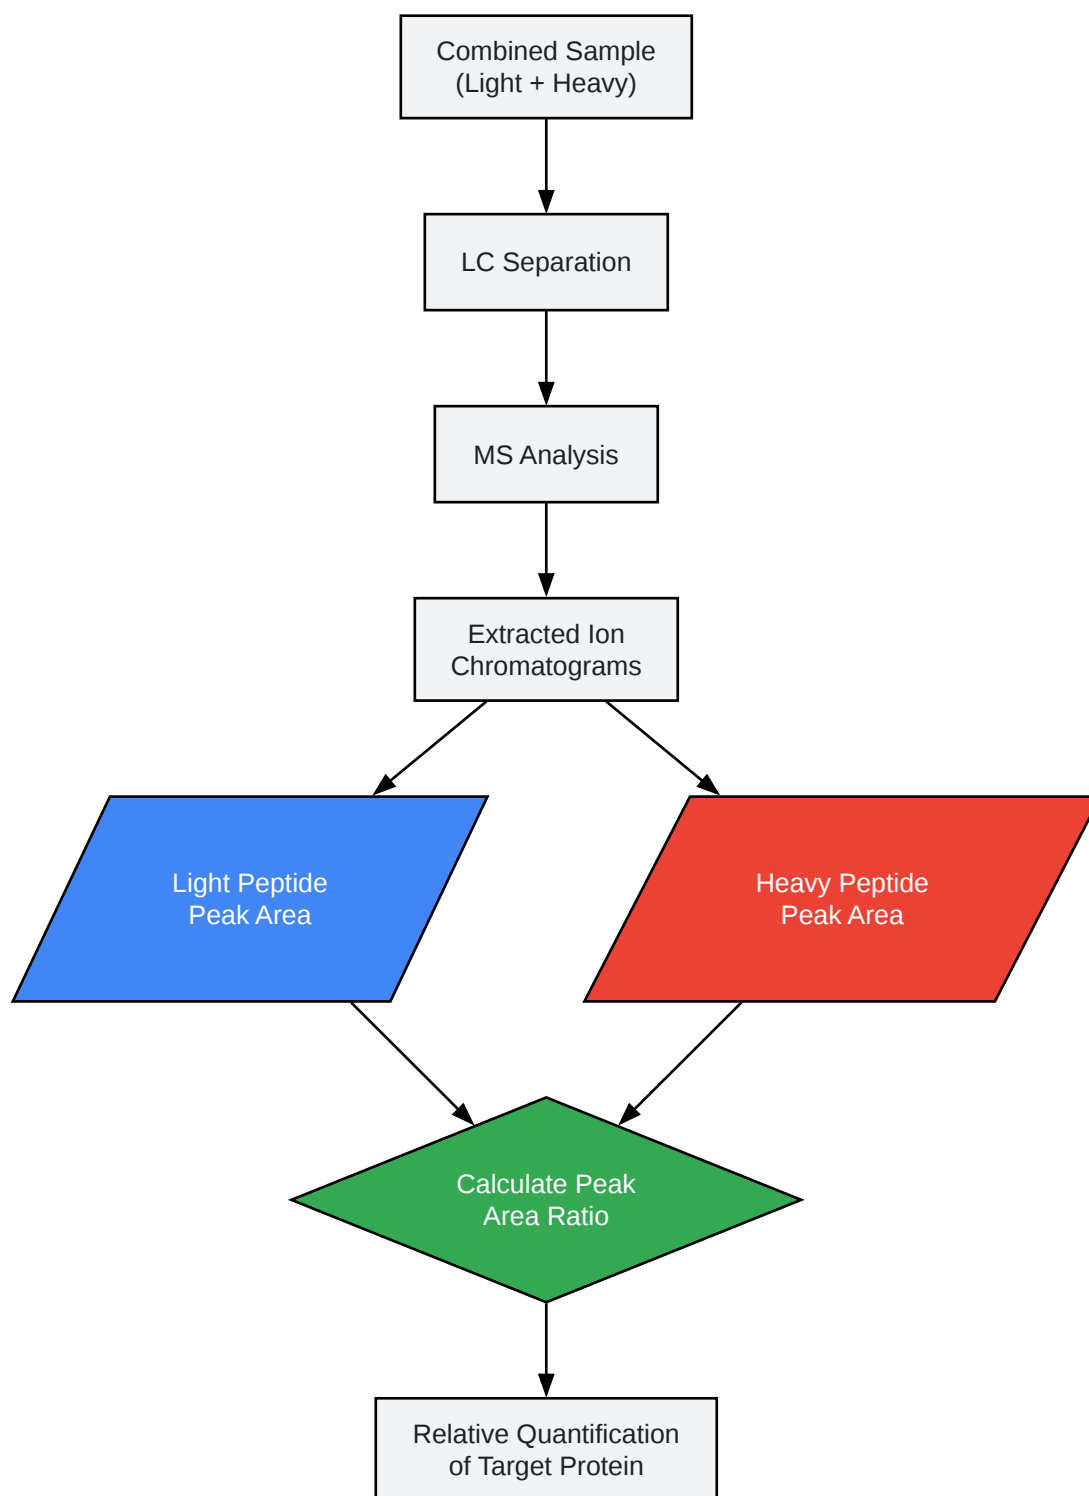 Combined Sample
(Light + Heavy)
LC Separation
MS Analysis
Extracted Ion
Chromatograms
Light Peptide
Peak Area
Heavy Peptide
Peak Area
Calculate Peak
Area Ratio
Relative Quantification
of Target Protein